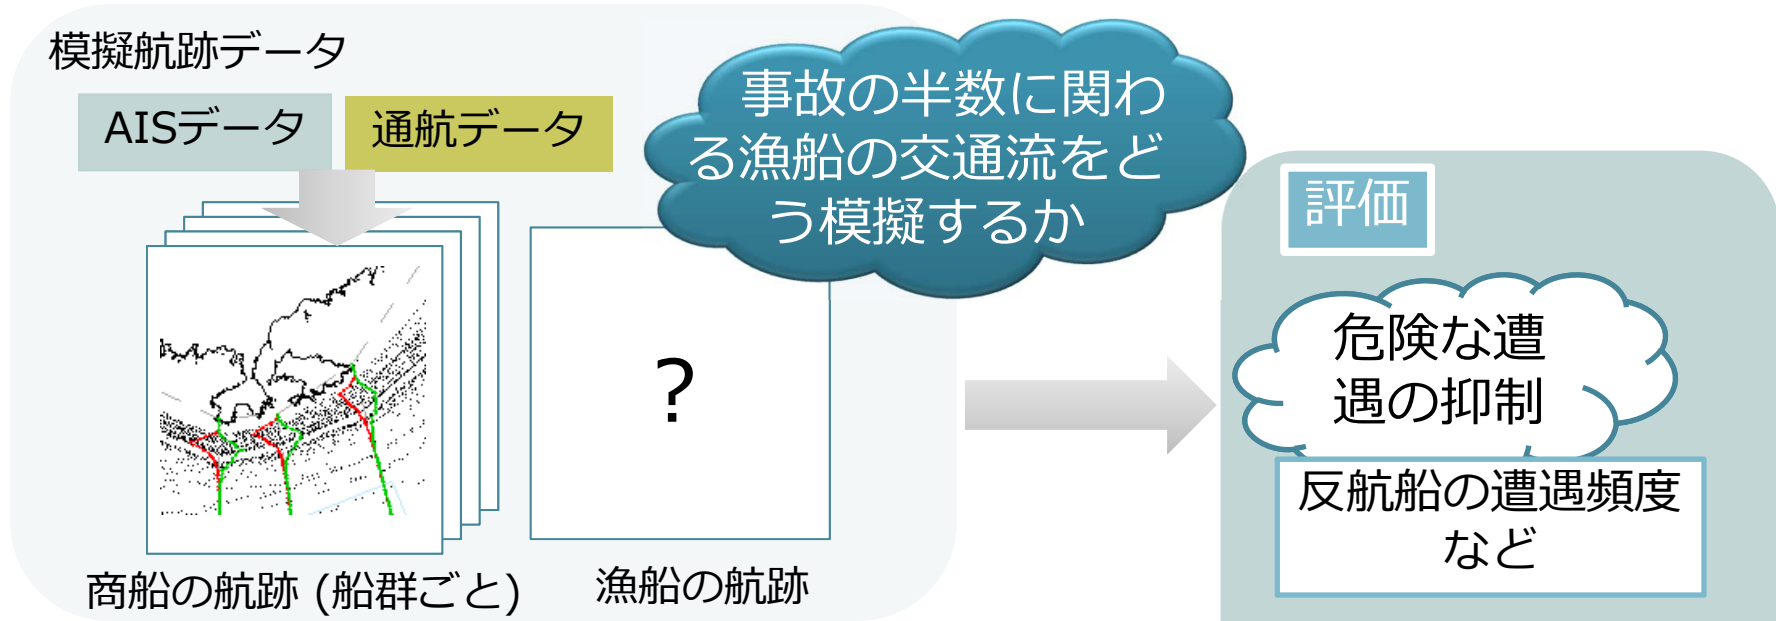 模擬航跡データ
AISデータ
通航データ
事故の半数に関わ
る漁船の交通流をど
う模擬するか
?
商船の航跡 (船群ごと)
漁船の航跡
評価
危険な遭
遇の抑制
反航船の遭遇頻度
など